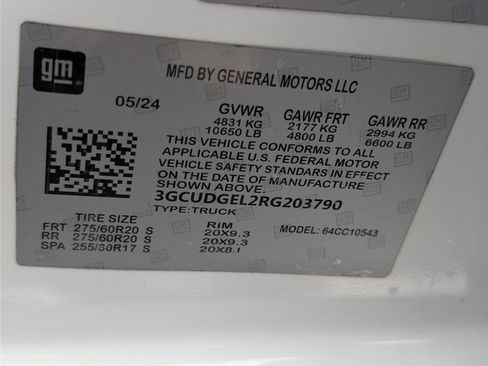 gm
MFD BY GENERAL MOTORS LLC
05/24 GVWR GAWR FRT GAWR RR
4831 KG 2177 KG 2994 KG
10650 LB 4800 LB 6600 LB
THIS VEHICLE CONFORMS TO ALL
APPLICABLE U.S. FEDERAL MOTOR
VEHICLE SAFETY STANDARDS IN EFFECT
ON THE DATE OF MANUFACTURE
SHOWN ABOVE.
3GCUDGEL2RG203790
TYPE:TRUCK
TIRE SIZE RIM MODEL: 64CC10543
FRT 275/60R20 S 20X9.3
RR 275/60R20 S 20X9.3
SPA 255/80R17 S 20X8J